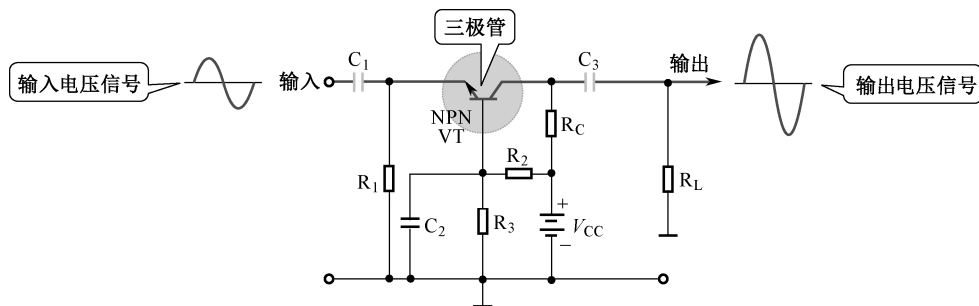 三极管
输入电压信号
输入
C1
C3
输出
输出电压信号
NPN
VT
RC
R1
R2
RL
C2
R3
+
VCC
−